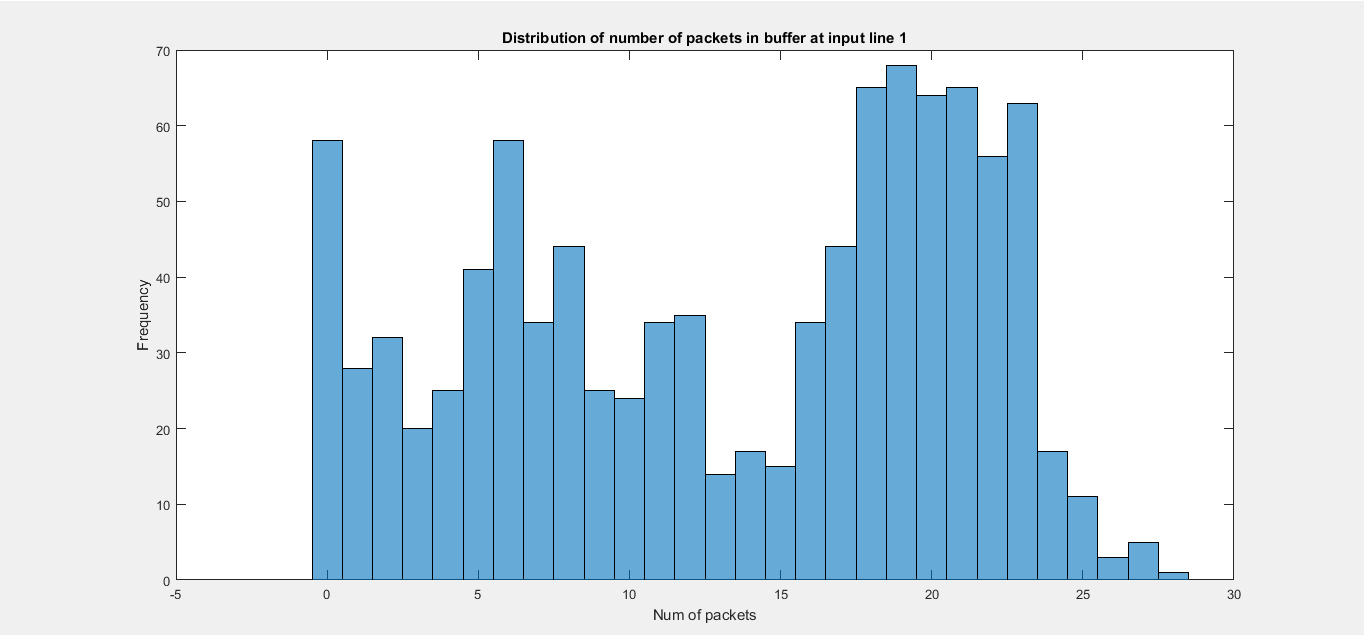 Distribution of number of packets in buffer at input line 1
70
60
50
40
30
20
10
0
Frequency
-5 0 5 10 15 20 25 30
Num of packets